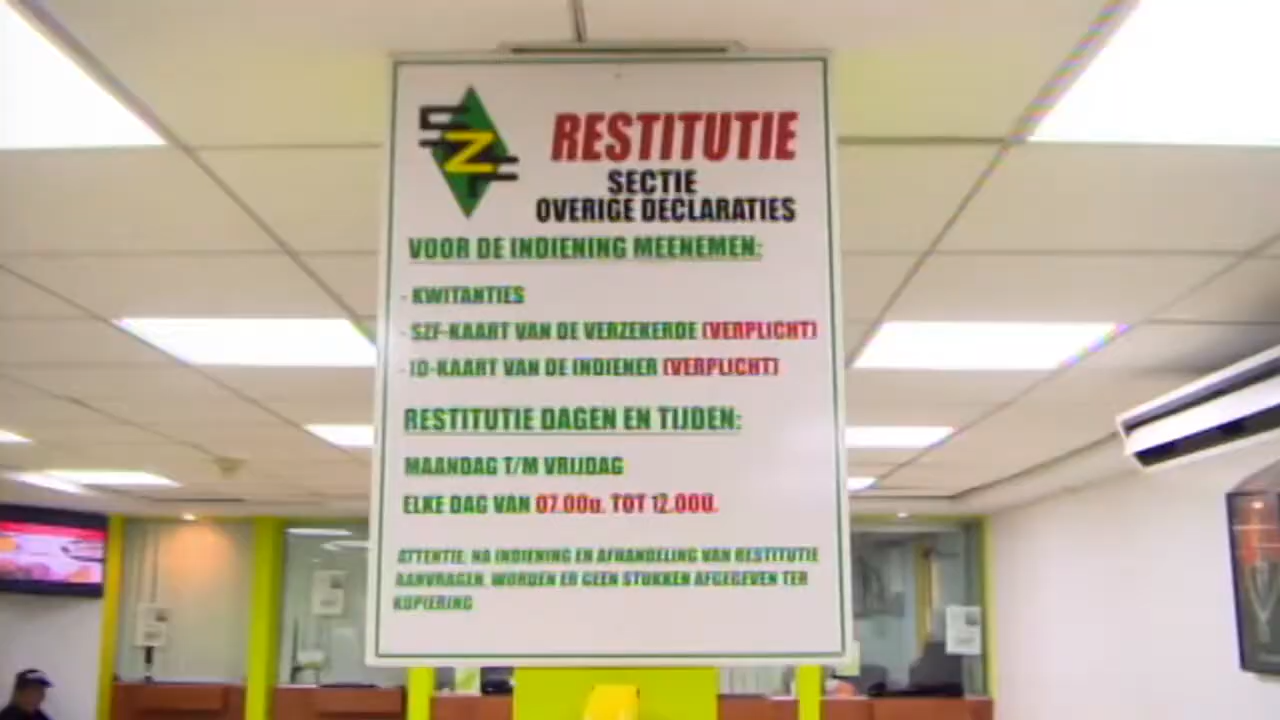 SZF
RESTITUTIE
SECTIE
OVERIGE DECLARATIES
VOOR DE INDIENING MEENEMEN:
- KWITANTIES
- SZF-KAART VAN DE VERZEKERDE (VERPLICHT)
- ID-KAART VAN DE INDIENER (VERPLICHT)
RESTITUTIE DAGEN EN TIJDEN:
MAANDAG T/M VRIJDAG
ELKE DAG VAN 07.00u. TOT 12.00U.
ATTENTIE: NA INDIENING EN AFHANDELING VAN RESTITUTIE
AANVRAGEN, WORDEN ER GEEN STUKKEN AFGEGEVEN TER
KOPIERING